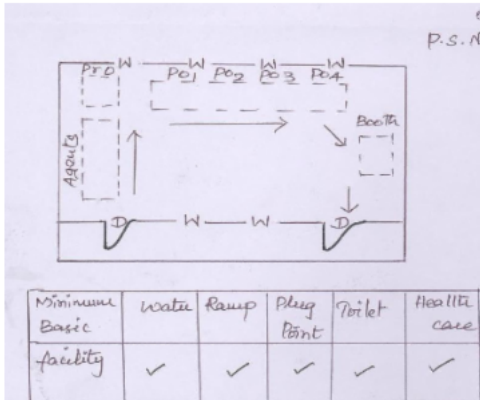 P.S. N
W W W W
Pro PO1 PO2 PO3 PO4
Booth
Agents
D W W D
Minimum Basic facility | Water | Ramp | Plug Point | Toilet | Health care
✓ ✓ ✓ ✓ ✓